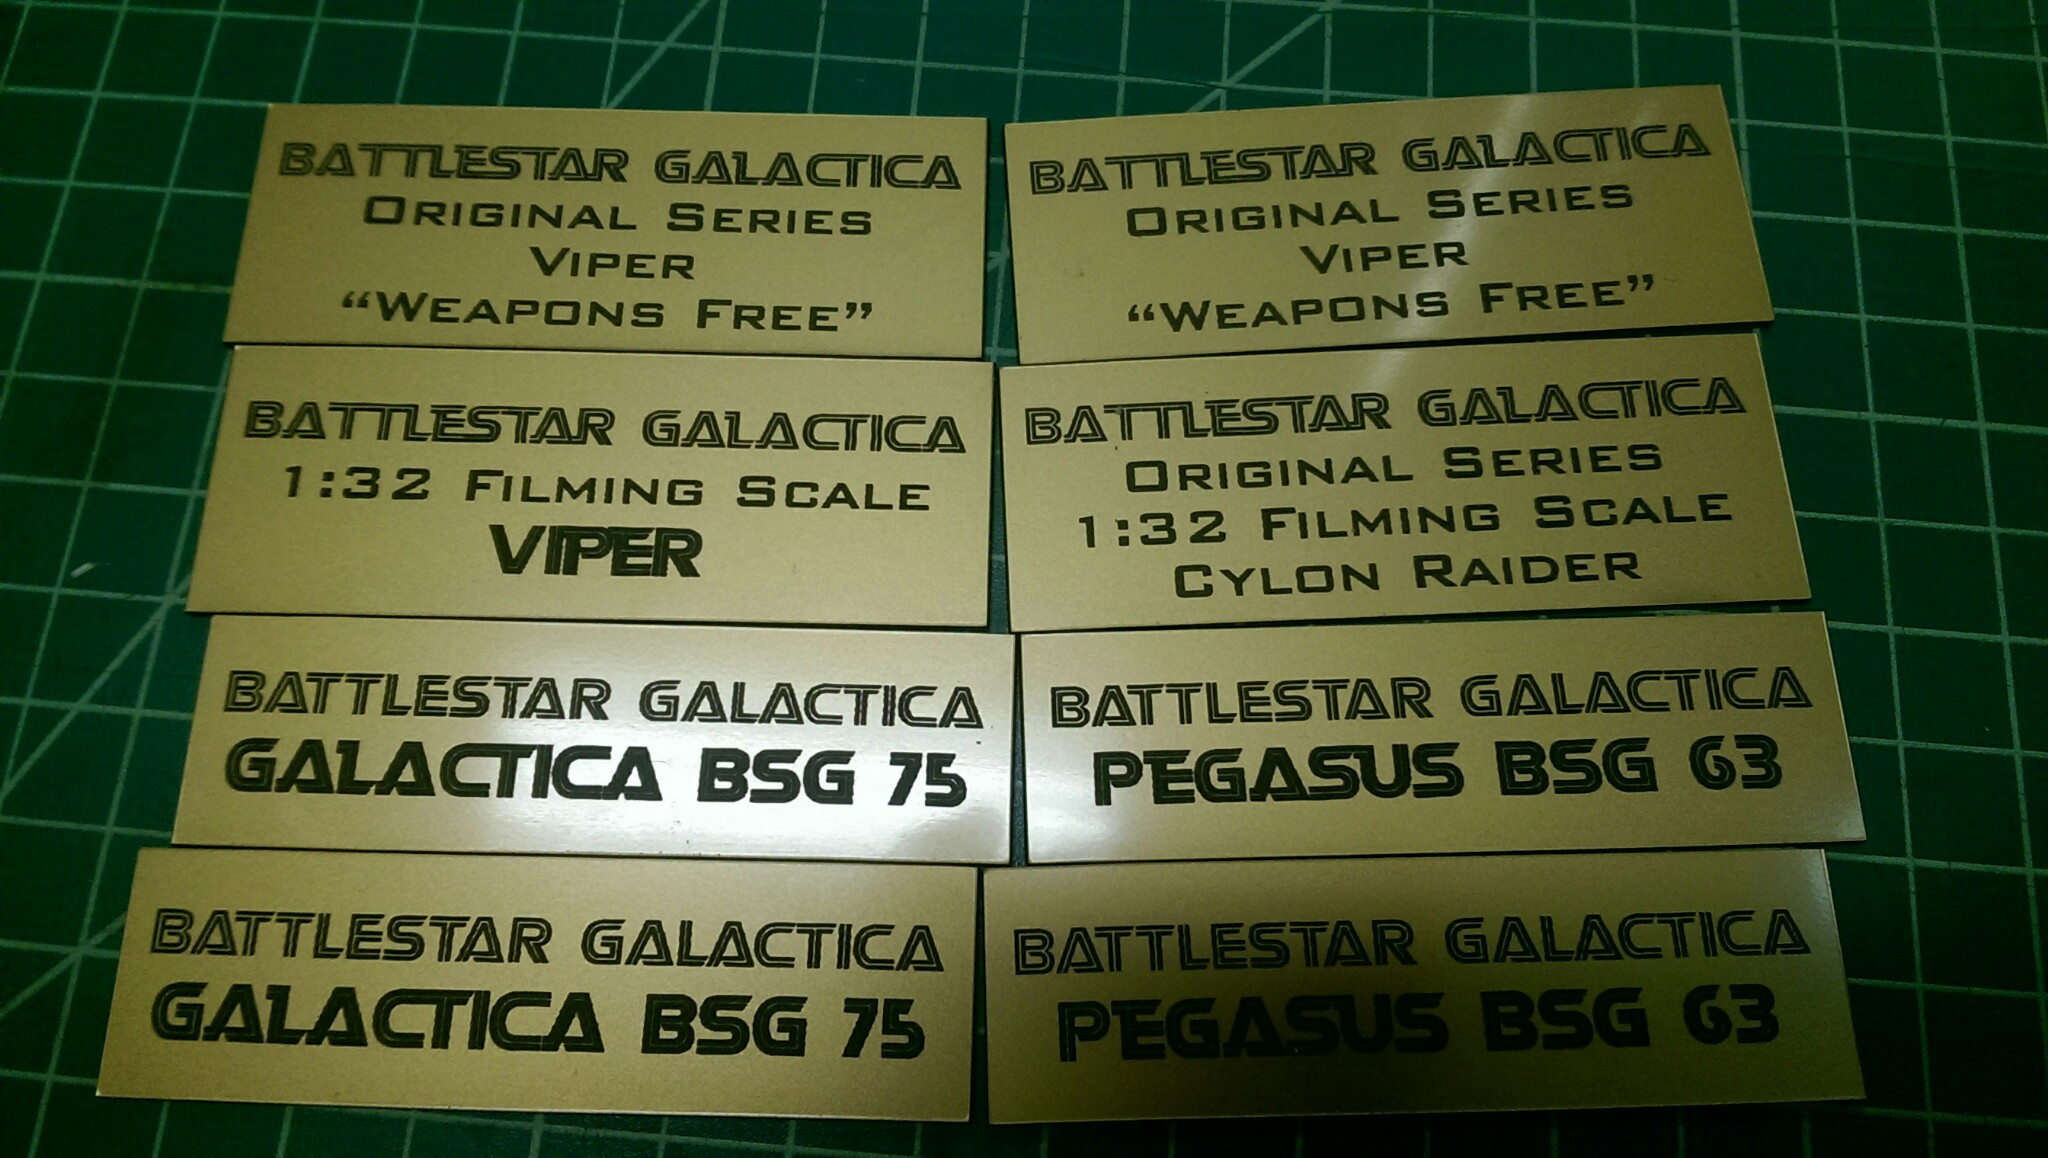 BATTLESTAR GALACTICA
ORIGINAL SERIES
VIPER
“WEAPONS FREE”
BATTLESTAR GALACTICA
ORIGINAL SERIES
VIPER
“WEAPONS FREE”
BATTLESTAR GALACTICA
1:32 FILMING SCALE
VIPER
BATTLESTAR GALACTICA
ORIGINAL SERIES
1:32 FILMING SCALE
CYLON RAIDER
BATTLESTAR GALACTICA
GALACTICA BSG 75
BATTLESTAR GALACTICA
PEGASUS BSG 63
BATTLESTAR GALACTICA
GALACTICA BSG 75
BATTLESTAR GALACTICA
PEGASUS BSG 63